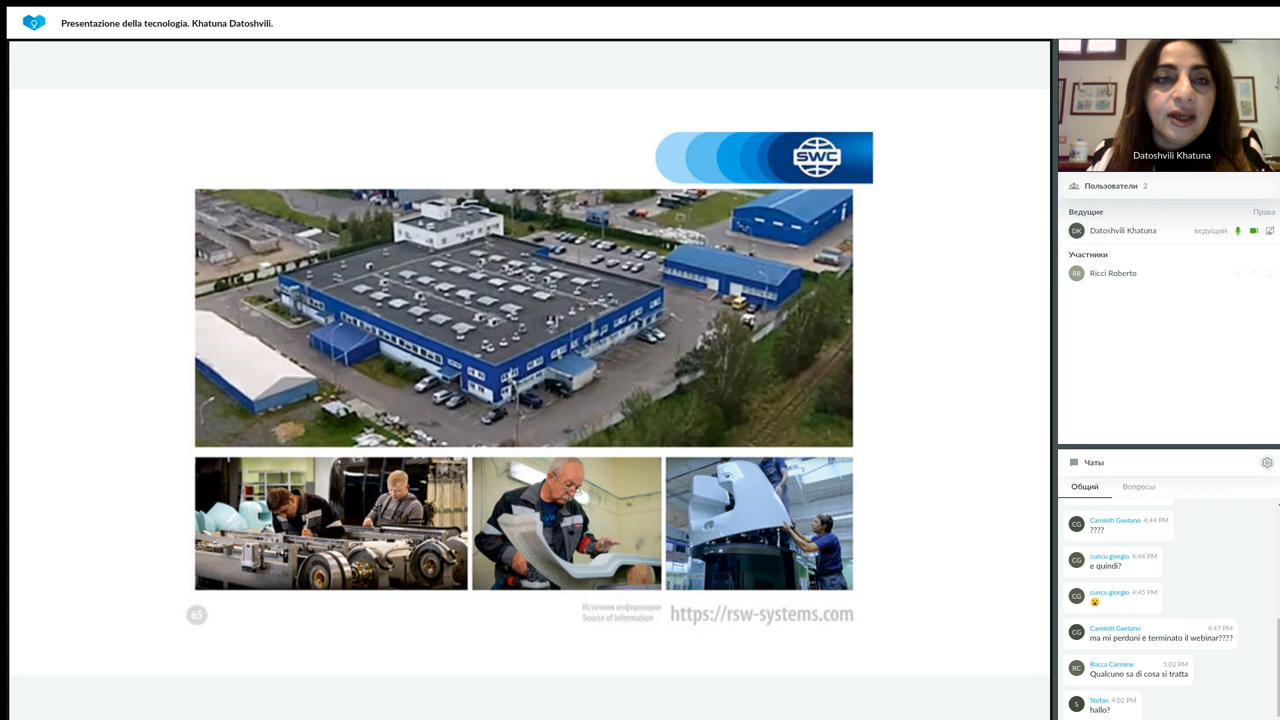 Presentazione della tecnologia. Khatuna Datoshvili.
SWC
65
Источник информации
Sourse of information
https://rsw-systems.com
Datoshvili Khatuna
Пользователи 2
Ведущие Права
DK Datoshvili Khatuna ведущий
Участники
RR Ricci Roberto
Чаты
Общий Вопросы
CG Caminiti Gaetano 4:44 PM
????
CG cuncu giorgio 4:44 PM
e quindi?
CG cuncu giorgio 4:45 PM
😮
CG Caminiti Gaetano 4:47 PM
ma mi perdoni è terminato il webinar????
RC Rocca Carmine 5:02 PM
Qualcuno sa di cosa si tratta
S Stefan 4:02 PM
hallo?